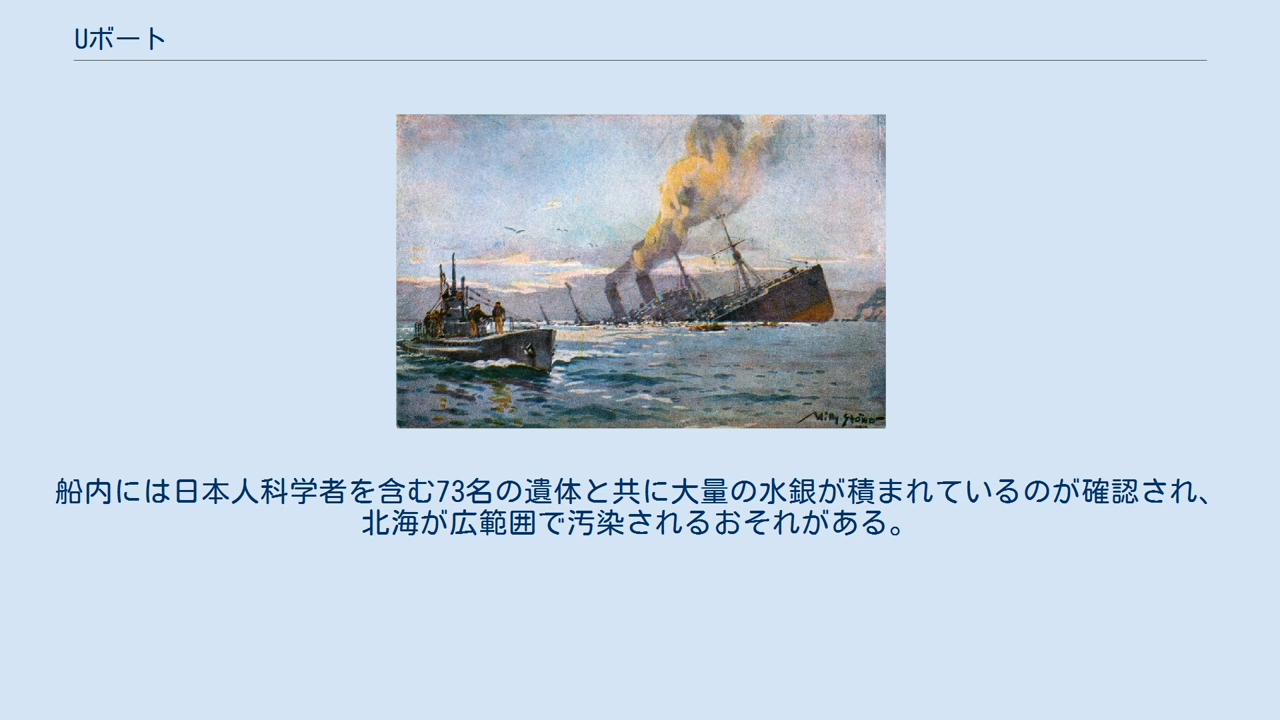 Uボート
Willy Stöwer
船内には日本人科学者を含む73名の遺体と共に大量の水銀が積まれているのが確認され、
北海が広範囲で汚染されるおそれがある。